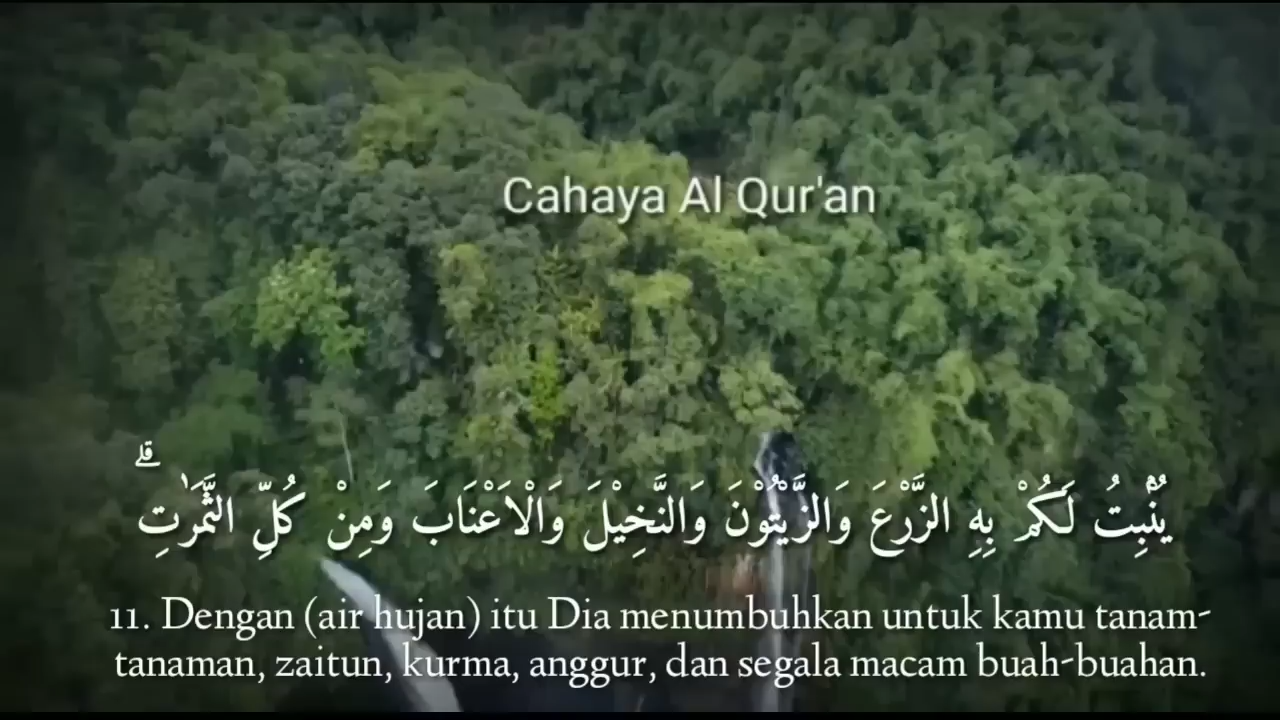 Cahaya Al Qur'an
يُنْۢبِتُ لَكُمْ بِهِ الزَّرْعَ وَالزَّيْتُوْنَ وَالنَّخِيْلَ وَالْاَعْنَابَ وَمِنْ كُلِّ الثَّمَرٰتِۗ
11. Dengan (air hujan) itu Dia menumbuhkan untuk kamu tanam-
tanaman, zaitun, kurma, anggur, dan segala macam buah-buahan.